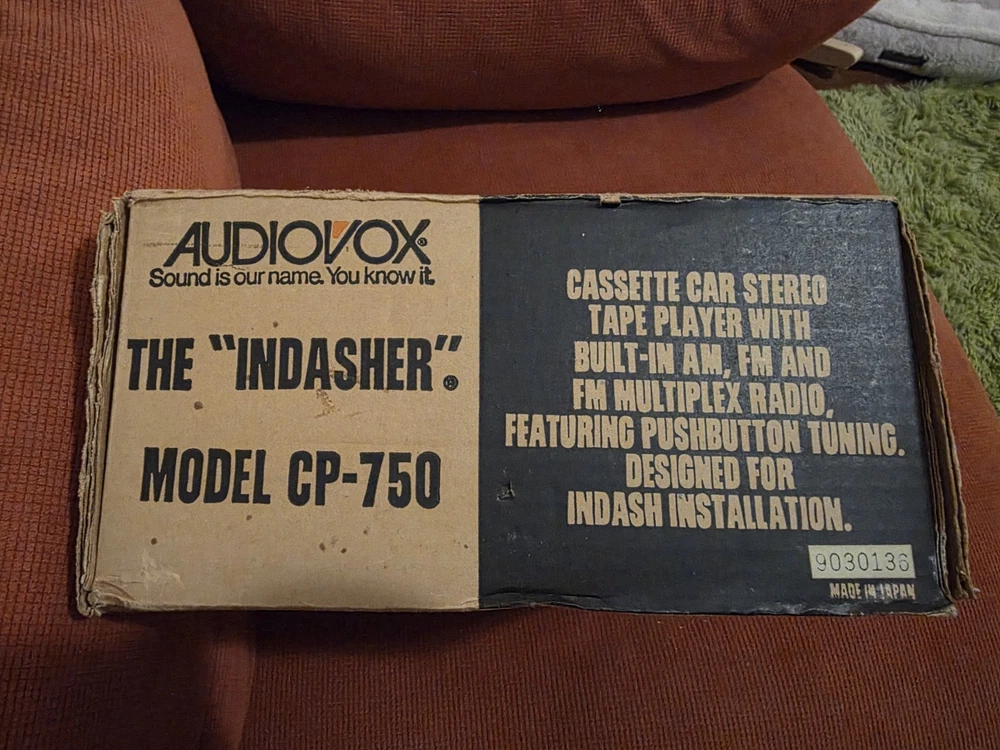 AUDIOVOX®
Sound is our name. You know it.
THE "INDASHER"®
MODEL CP-750
CASSETTE CAR STEREO
TAPE PLAYER WITH
BUILT-IN AM, FM AND
FM MULTIPLEX RADIO,
FEATURING PUSHBUTTON TUNING.
DESIGNED FOR
INDASH INSTALLATION.
9030136
MADE IN JAPAN